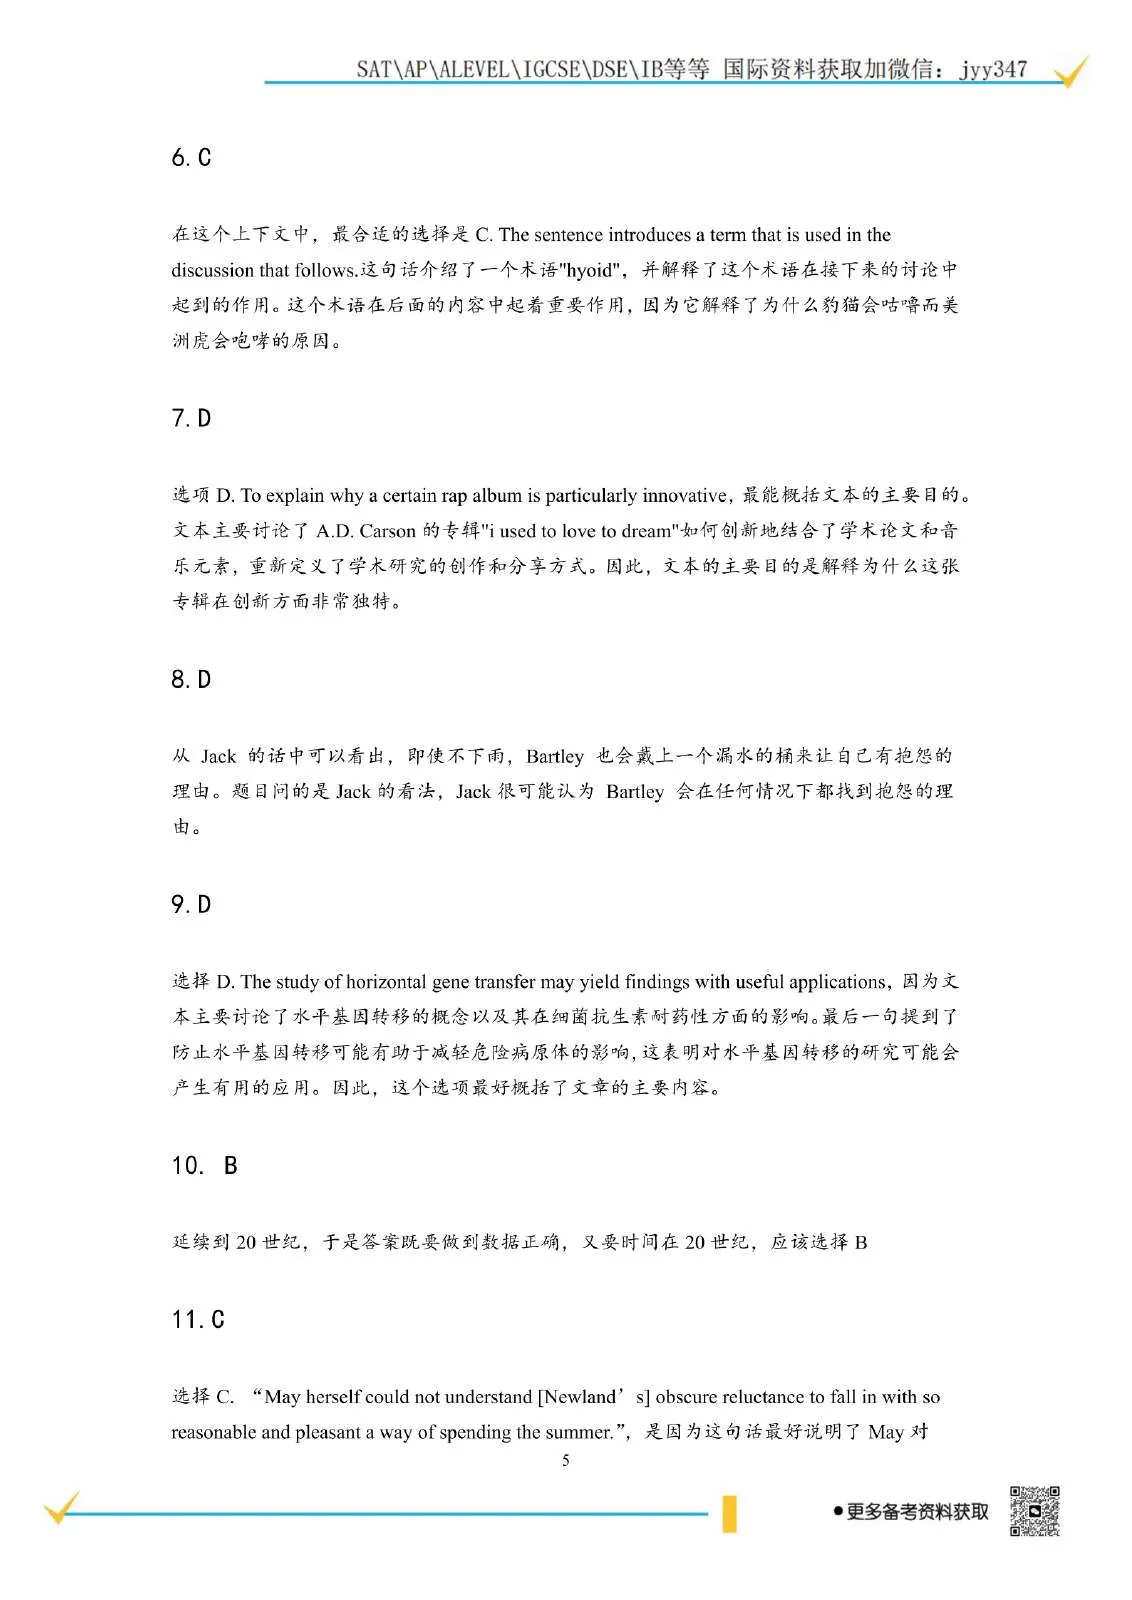 SAT\AP\ALEVEL\IGCSE\DSE\IB等等 国际资料获取加微信：jyy347
6.C
在这个上下文中，最合适的选择是 C. The sentence introduces a term that is used in the
discussion that follows.这句话介绍了一个术语"hyoid"，并解释了这个术语在接下来的讨论中
起到的作用。这个术语在后面的内容中起着重要作用，因为它解释了为什么豹猫会咕噜而美
洲虎会咆哮的原因。
7.D
选项 D. To explain why a certain rap album is particularly innovative，最能概括文本的主要目的。
文本主要讨论了 A.D. Carson 的专辑"i used to love to dream"如何创新地结合了学术论文和音
乐元素，重新定义了学术研究的创作和分享方式。因此，文本的主要目的是解释为什么这张
专辑在创新方面非常独特。
8.D
从 Jack 的话中可以看出，即使不下雨，Bartley 也会戴上一个漏水的桶来让自己有抱怨的
理由。题目问的是 Jack 的看法，Jack 很可能认为 Bartley 会在任何情况下都找到抱怨的理
由。
9.D
选择 D. The study of horizontal gene transfer may yield findings with useful applications，因为文
本主要讨论了水平基因转移的概念以及其在细菌抗生素耐药性方面的影响。最后一句提到了
防止水平基因转移可能有助于减轻危险病原体的影响，这表明对水平基因转移的研究可能会
产生有用的应用。因此，这个选项最好概括了文章的主要内容。
10. B
延续到 20 世纪，于是答案既要做到数据正确，又要时间在 20 世纪，应该选择 B
11.C
选择 C. “May herself could not understand [Newland’s] obscure reluctance to fall in with so
reasonable and pleasant a way of spending the summer.”，是因为这句话最好说明了 May 对
5
●更多备考资料获取